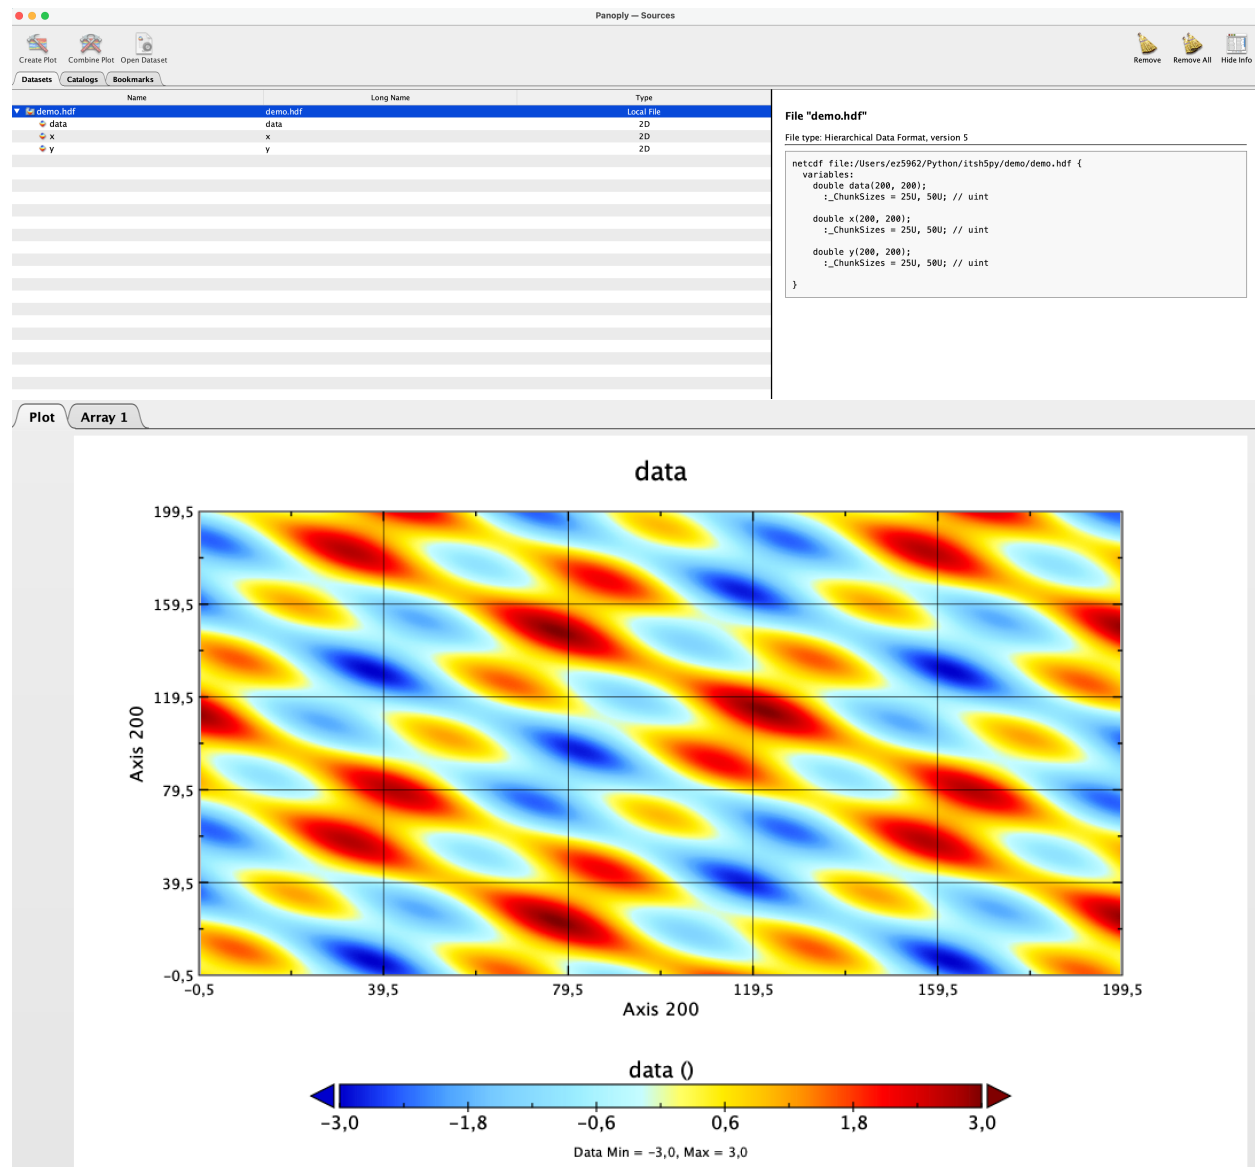 Panoply — Sources
Create Plot Combine Plot Open Dataset Remove Remove All Hide Info
Datasets Catalogs Bookmarks
Name Long Name Type
demo.hdf demo.hdf Local File
data data 2D
x x 2D
y y 2D
File "demo.hdf"
File type: Hierarchical Data Format, version 5
netcdf file:/Users/ez5962/Python/itsh5py/demo/demo.hdf {
variables:
double data(200, 200);
:_ChunkSizes = 25U, 50U; // uint
double x(200, 200);
:_ChunkSizes = 25U, 50U; // uint
double y(200, 200);
:_ChunkSizes = 25U, 50U; // uint
}
Plot Array 1
data
199,5
159,5
119,5
79,5
39,5
-0,5
Axis 200
-0,5 39,5 79,5 119,5 159,5 199,5
Axis 200
data ()
-3,0 -1,8 -0,6 0,6 1,8 3,0
Data Min = -3,0, Max = 3,0